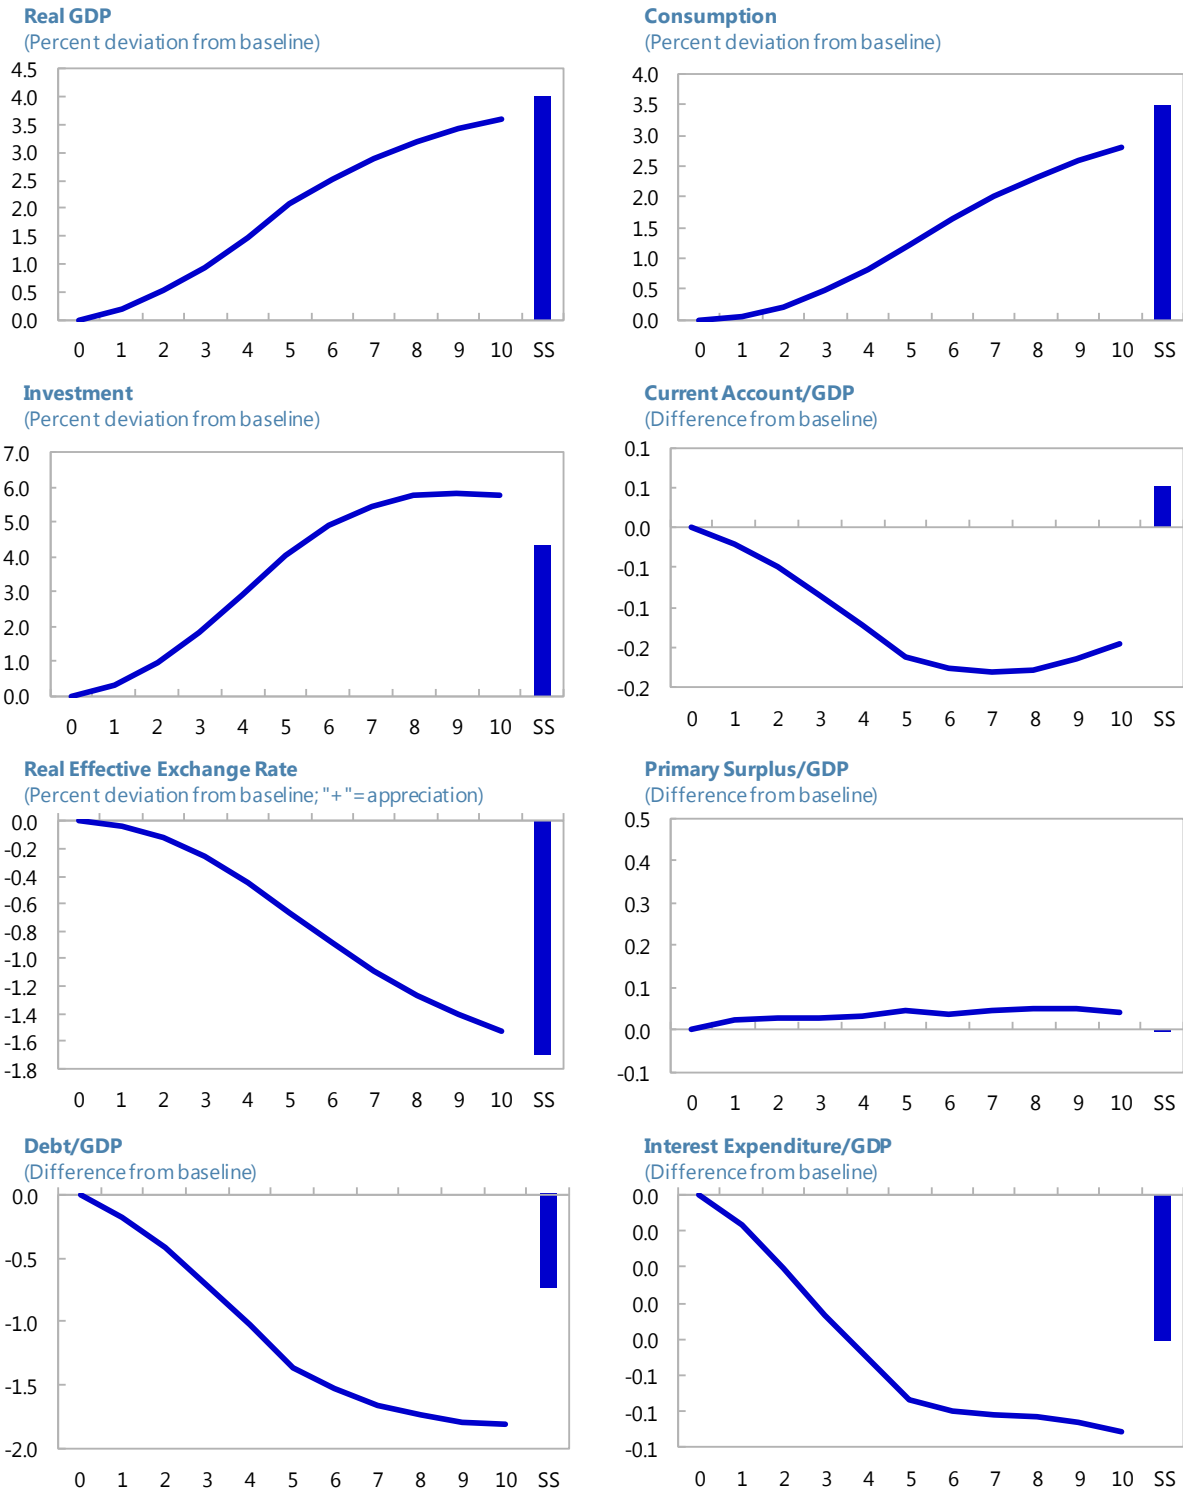 Real GDP
(Percent deviation from baseline)
4.5
4.0
3.5
3.0
2.5
2.0
1.5
1.0
0.5
0.0
0 1 2 3 4 5 6 7 8 9 10 SS
Consumption
(Percent deviation from baseline)
4.0
3.5
3.0
2.5
2.0
1.5
1.0
0.5
0.0
0 1 2 3 4 5 6 7 8 9 10 SS
Investment
(Percent deviation from baseline)
7.0
6.0
5.0
4.0
3.0
2.0
1.0
0.0
0 1 2 3 4 5 6 7 8 9 10 SS
Current Account/GDP
(Difference from baseline)
0.1
0.1
0.0
-0.1
-0.1
-0.2
-0.2
0 1 2 3 4 5 6 7 8 9 10 SS
Real Effective Exchange Rate
(Percent deviation from baseline; "+"= appreciation)
0.0
-0.2
-0.4
-0.6
-0.8
-1.0
-1.2
-1.4
-1.6
-1.8
0 1 2 3 4 5 6 7 8 9 10 SS
Primary Surplus/GDP
(Difference from baseline)
0.5
0.4
0.3
0.2
0.1
0.0
-0.1
0 1 2 3 4 5 6 7 8 9 10 SS
Debt/GDP
(Difference from baseline)
0.0
-0.5
-1.0
-1.5
-2.0
0 1 2 3 4 5 6 7 8 9 10 SS
Interest Expenditure/GDP
(Difference from baseline)
0.0
0.0
0.0
0.0
0.0
-0.1
-0.1
-0.1
0 1 2 3 4 5 6 7 8 9 10 SS